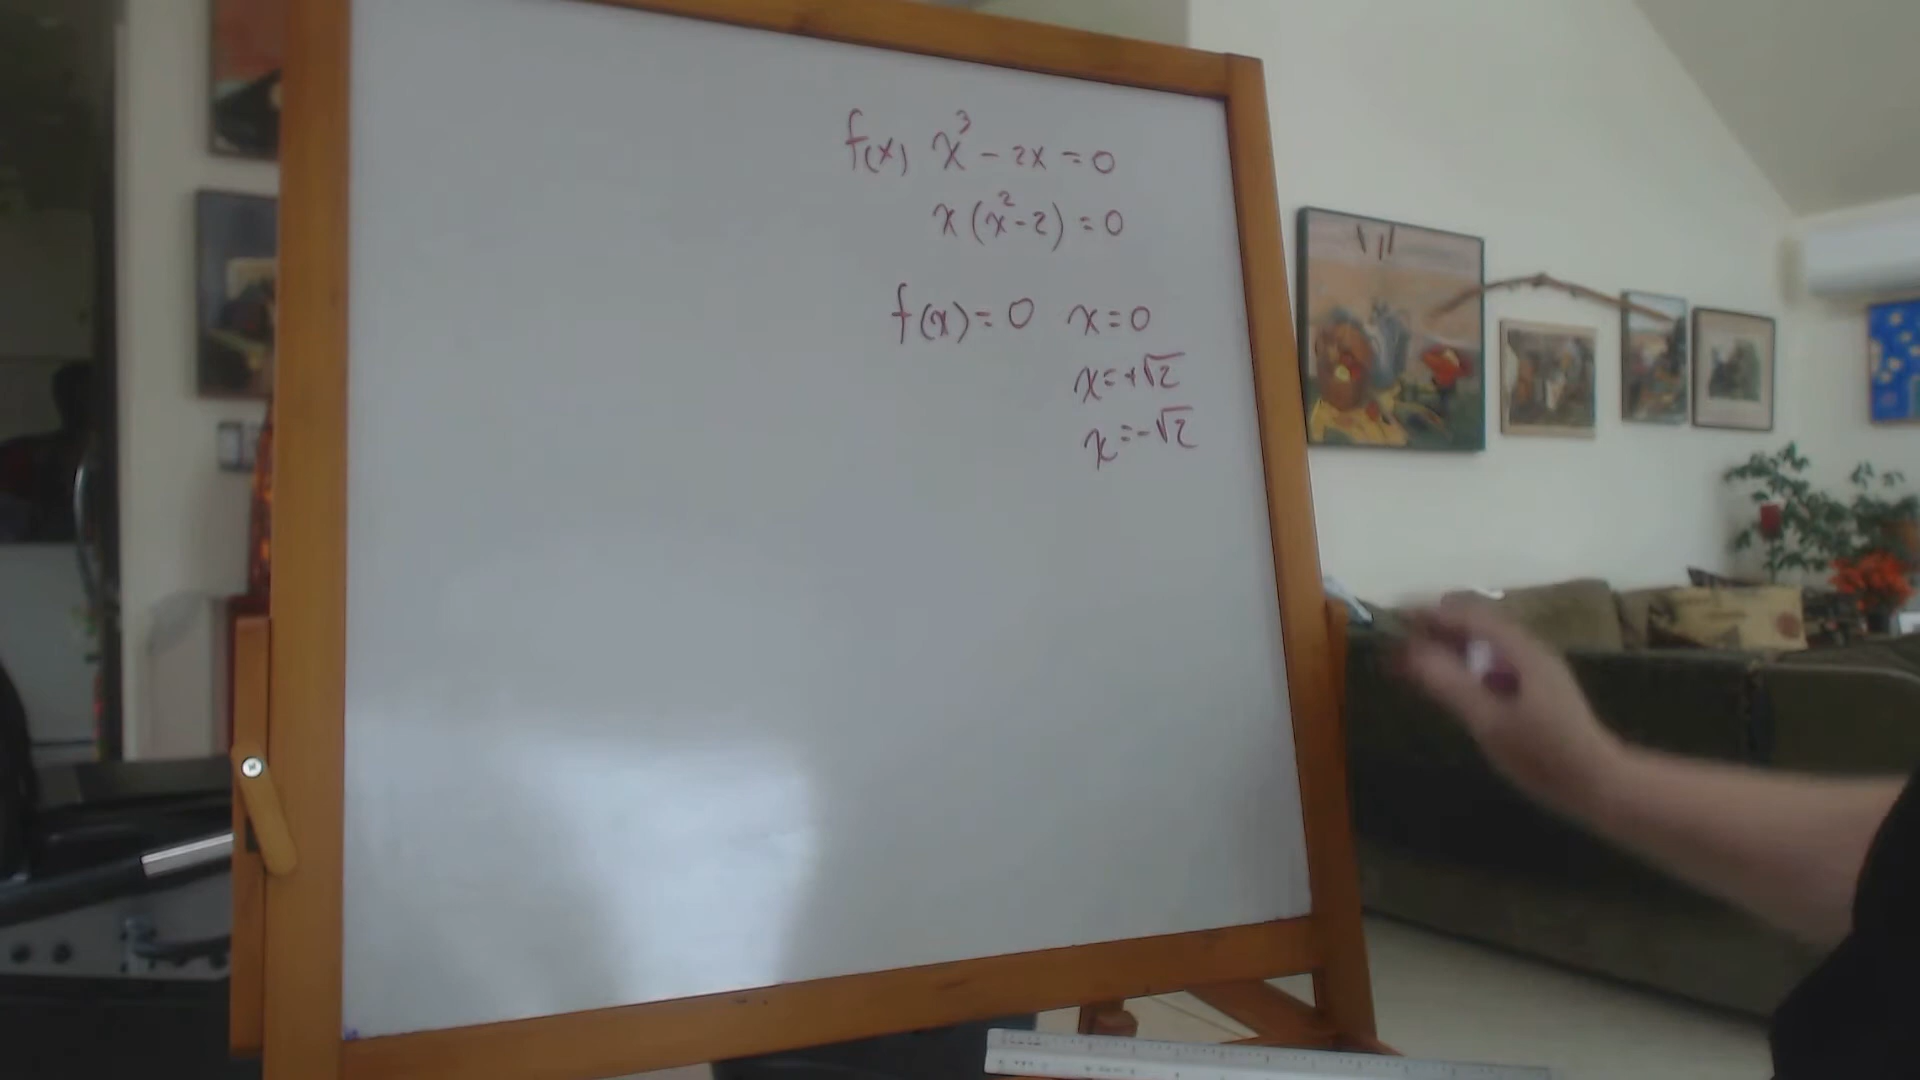 f(x) x³ - 2x = 0
x (x² - 2) = 0
f(x) = 0 x = 0
x = +√2
x = -√2